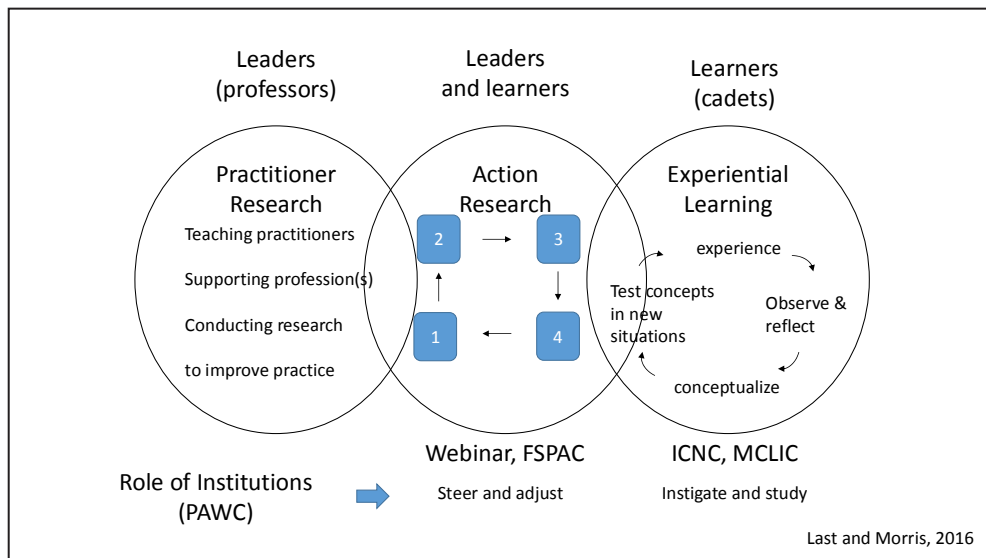 Leaders
(professors)
Leaders
and learners
Learners
(cadets)
Practitioner
Research
Teaching practitioners
Supporting profession(s)
Conducting research
to improve practice
Action
Research
2
3
1
4
Experiential
Learning
experience
Observe &
reflect
conceptualize
Test concepts
in new
situations
Webinar, FSPAC
Steer and adjust
ICNC, MCLIC
Instigate and study
Role of Institutions
(PAWC)
Last and Morris, 2016